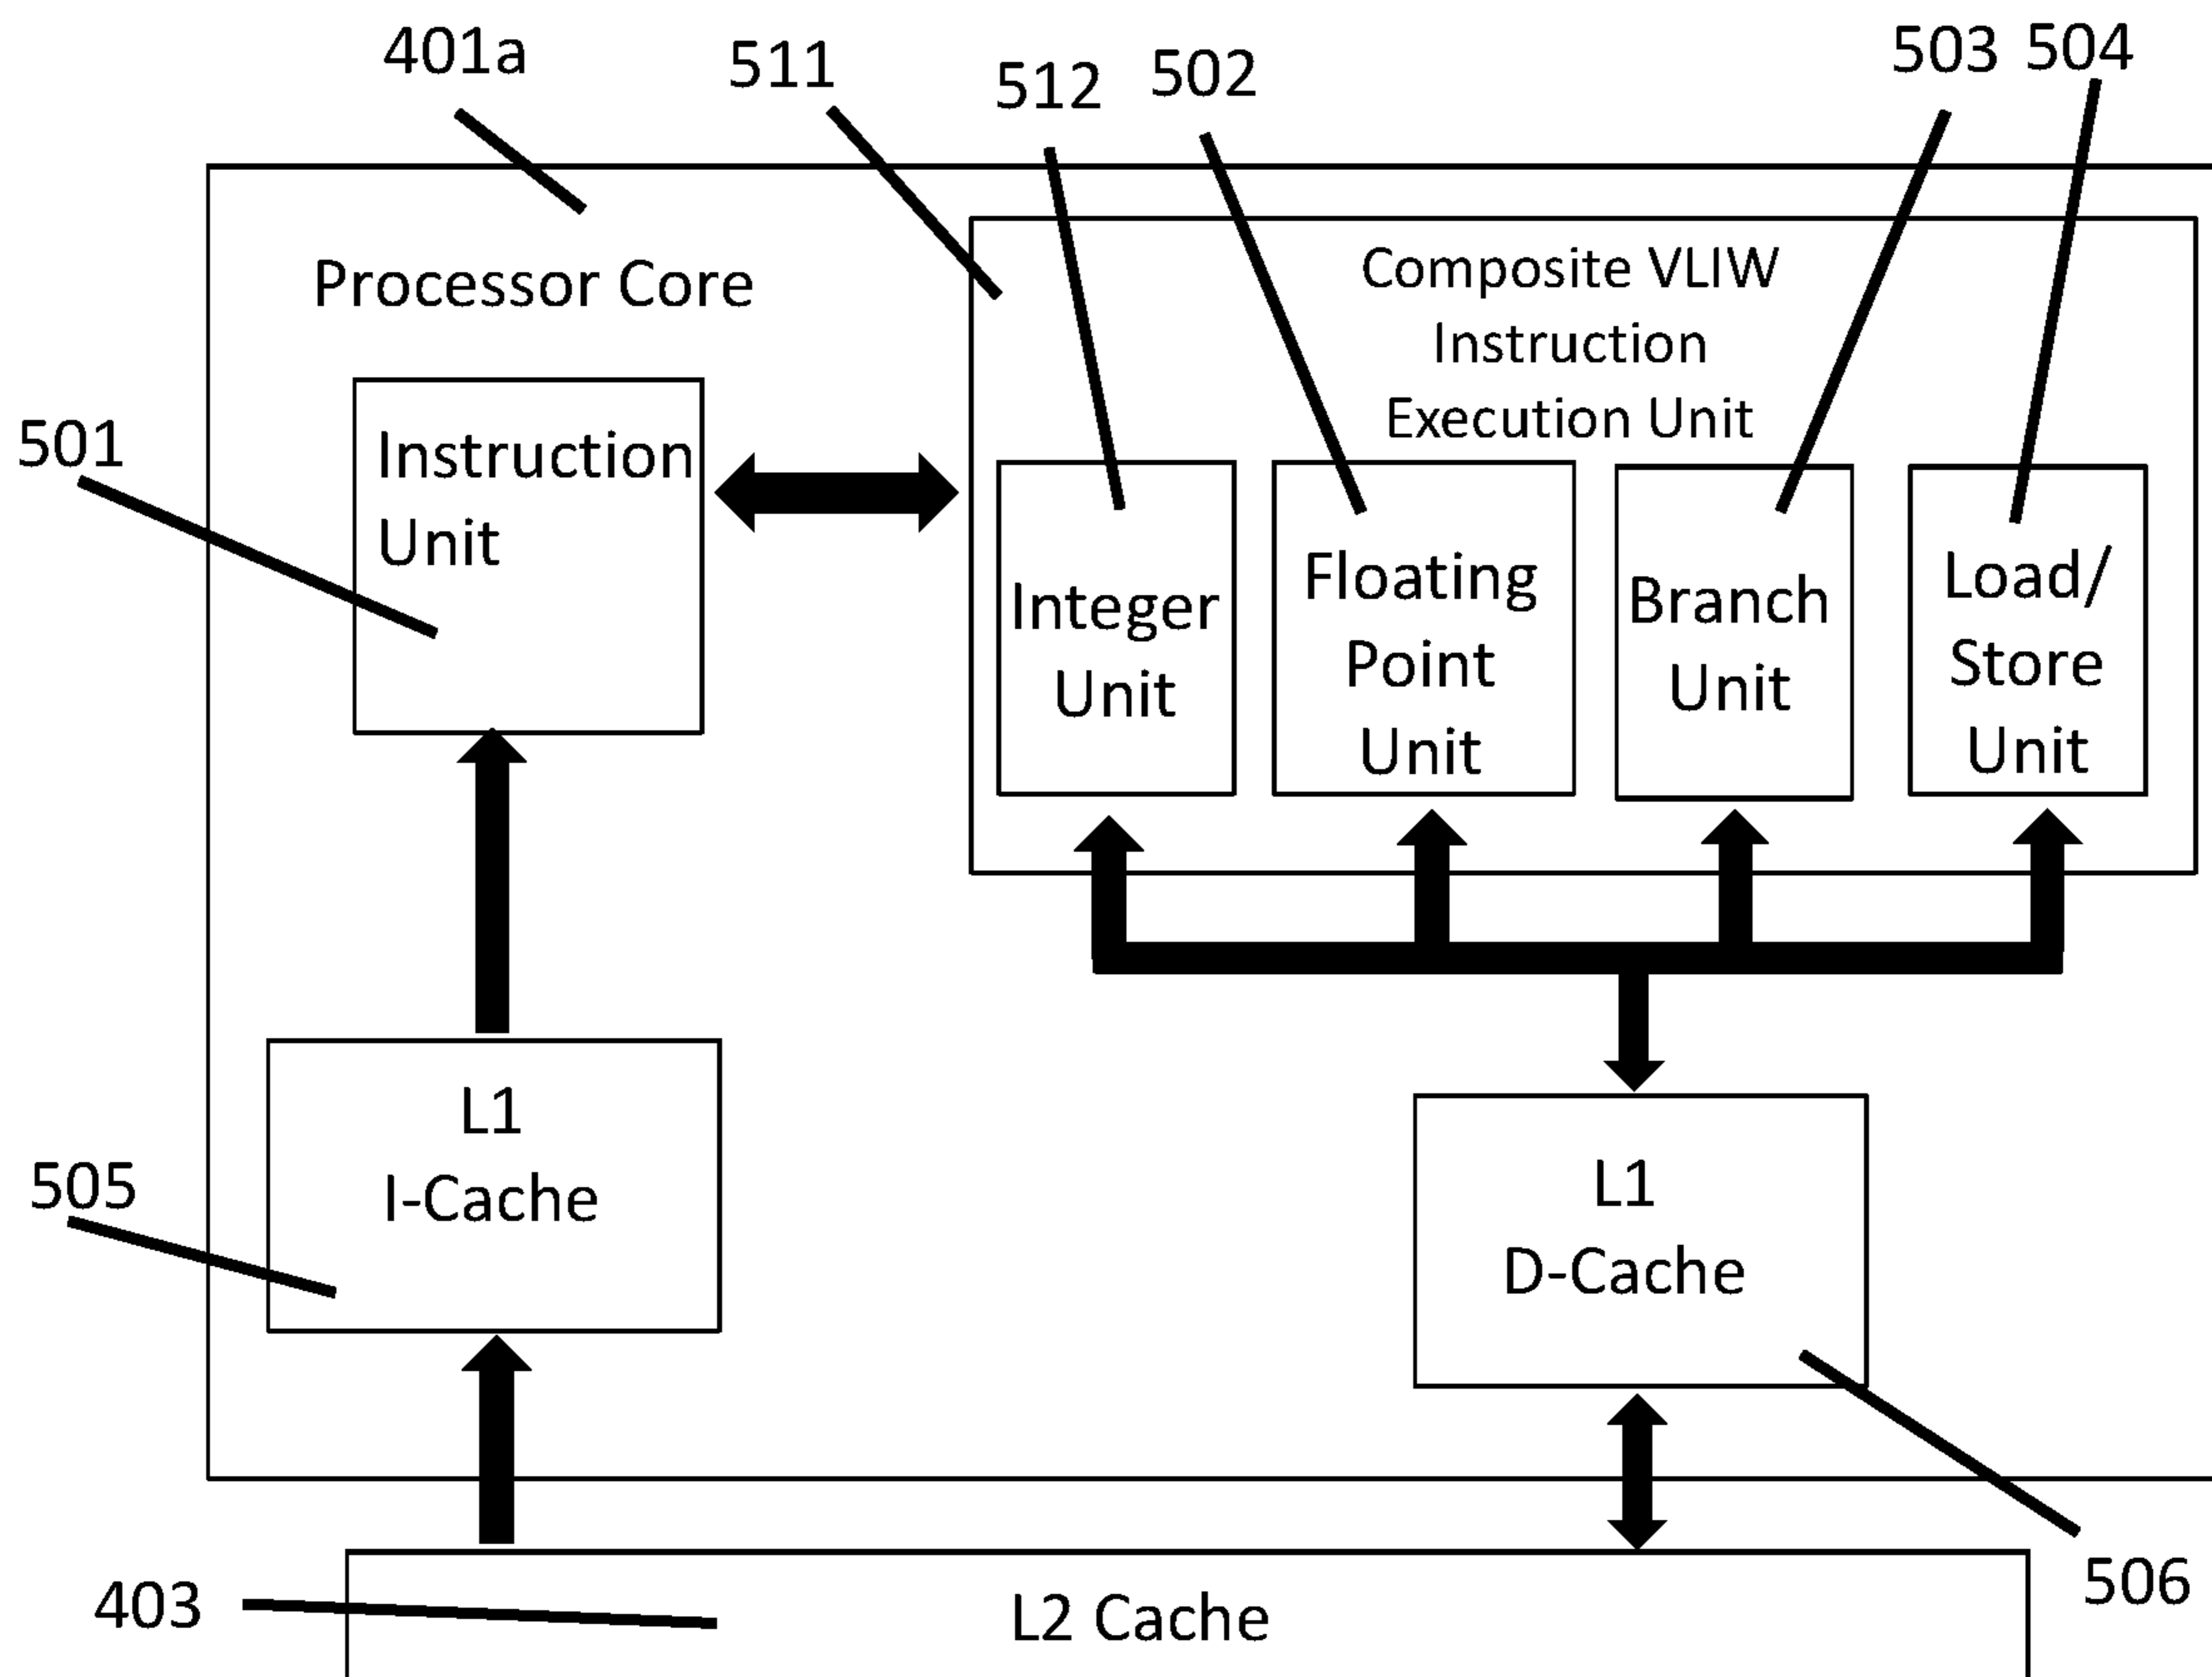 401a
511
512
502
503
504
Processor Core
Composite VLIW
Instruction
Execution Unit
501
Instruction
Unit
Integer
Unit
Floating
Point
Unit
Branch
Unit
Load/
Store
Unit
505
L1
I-Cache
L1
D-Cache
403
L2 Cache
506